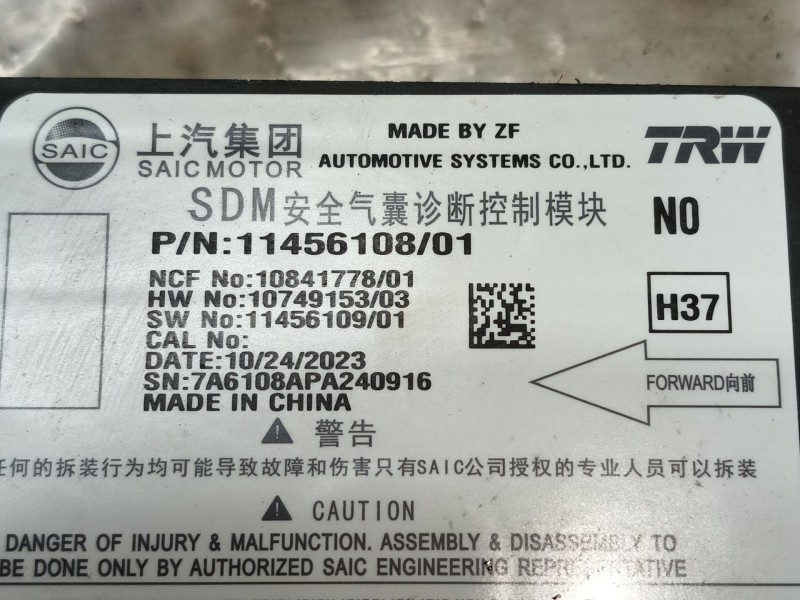 SAIC
上汽集团
SAIC MOTOR
MADE BY ZF
AUTOMOTIVE SYSTEMS CO.,LTD.
TRW
SDM安全气囊诊断控制模块
NO
P/N:11456108/01
NCF No:10841778/01
HW No:10749153/03
SW No:11456109/01
CAL No:
DATE:10/24/2023
SN:7A6108APA240916
MADE IN CHINA
H37
FORWARD向前
警告
任何的拆装行为均可能导致故障和伤害只有SAIC公司授权的专业人员可以拆装
CAUTION
DANGER OF INJURY & MALFUNCTION. ASSEMBLY & DISASSEMBLY TO
BE DONE ONLY BY AUTHORIZED SAIC ENGINEERING REPRESENTATIVE